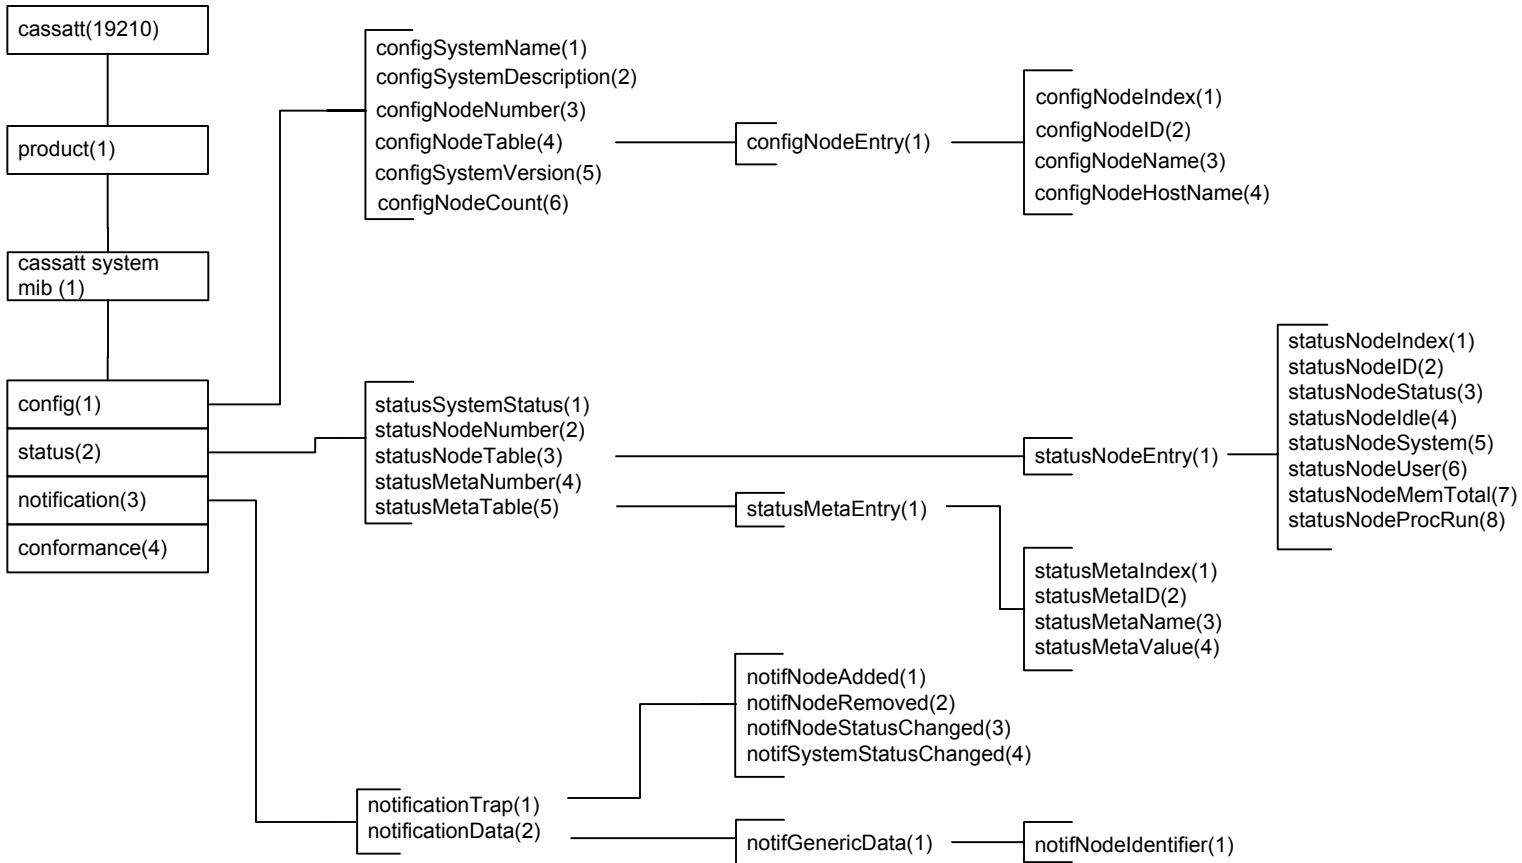 cassatt(19210)
product(1)
cassatt system
mib (1)
config(1)
status(2)
notification(3)
conformance(4)
configSystemName(1)
configSystemDescription(2)
configNodeNumber(3)
configNodeTable(4)
configSystemVersion(5)
configNodeCount(6)
configNodeEntry(1)
configNodeIndex(1)
configNodeID(2)
configNodeName(3)
configNodeHostName(4)
statusSystemStatus(1)
statusNodeNumber(2)
statusNodeTable(3)
statusMetaNumber(4)
statusMetaTable(5)
statusNodeEntry(1)
statusNodeIndex(1)
statusNodeID(2)
statusNodeStatus(3)
statusNodeIdle(4)
statusNodeSystem(5)
statusNodeUser(6)
statusNodeMemTotal(7)
statusNodeProcRun(8)
statusMetaEntry(1)
statusMetaIndex(1)
statusMetaID(2)
statusMetaName(3)
statusMetaValue(4)
notificationTrap(1)
notificationData(2)
notifNodeAdded(1)
notifNodeRemoved(2)
notifNodeStatusChanged(3)
notifSystemStatusChanged(4)
notifGenericData(1)
notifNodeIdentifier(1)